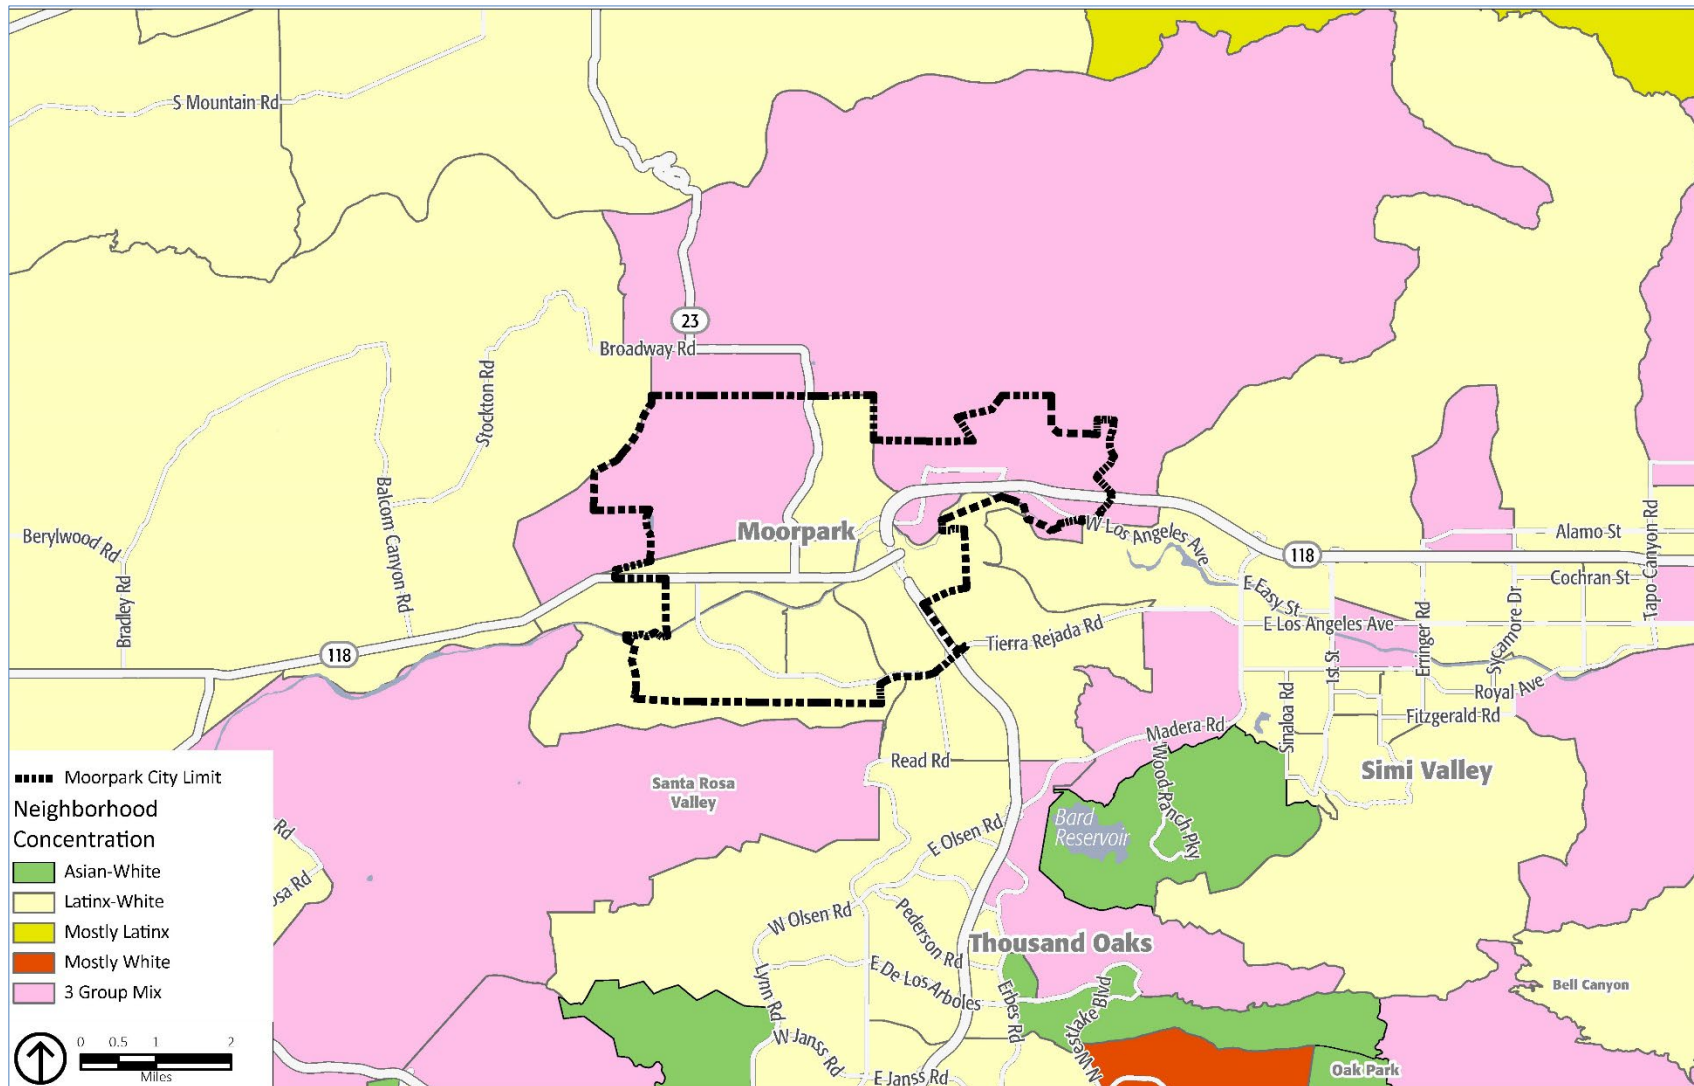 S Mountain Rd
23
Broadway Rd
Stockton Rd
Balcom Canyon Rd
Berylwood Rd
Bradley Rd
Moorpark
W Los Angeles Ave
118
Alamo St
Tapo Canyon Rd
Cochran St
E Easy St
E Los Angeles Ave
Erringer Rd
Sycamore Dr
1st St
Tierra Rejada Rd
118
Royal Ave
Sinaloa Rd
Fitzgerald Rd
Madera Rd
Read Rd
Wood Ranch Pky
Simi Valley
Santa Rosa
Valley
Bard
Reservoir
E Olsen Rd
W Olsen Rd
Pederson Rd
Thousand Oaks
E De Los Arboles
Lynn Rd
Erbes Rd
N Westlake Blvd
Bell Canyon
W Janss Rd
E Janss Rd
Oak Park
Rd
osa Rd
Moorpark City Limit
Neighborhood
Concentration
Asian-White
Latinx-White
Mostly Latinx
Mostly White
3 Group Mix
0 0.5 1 2
Miles